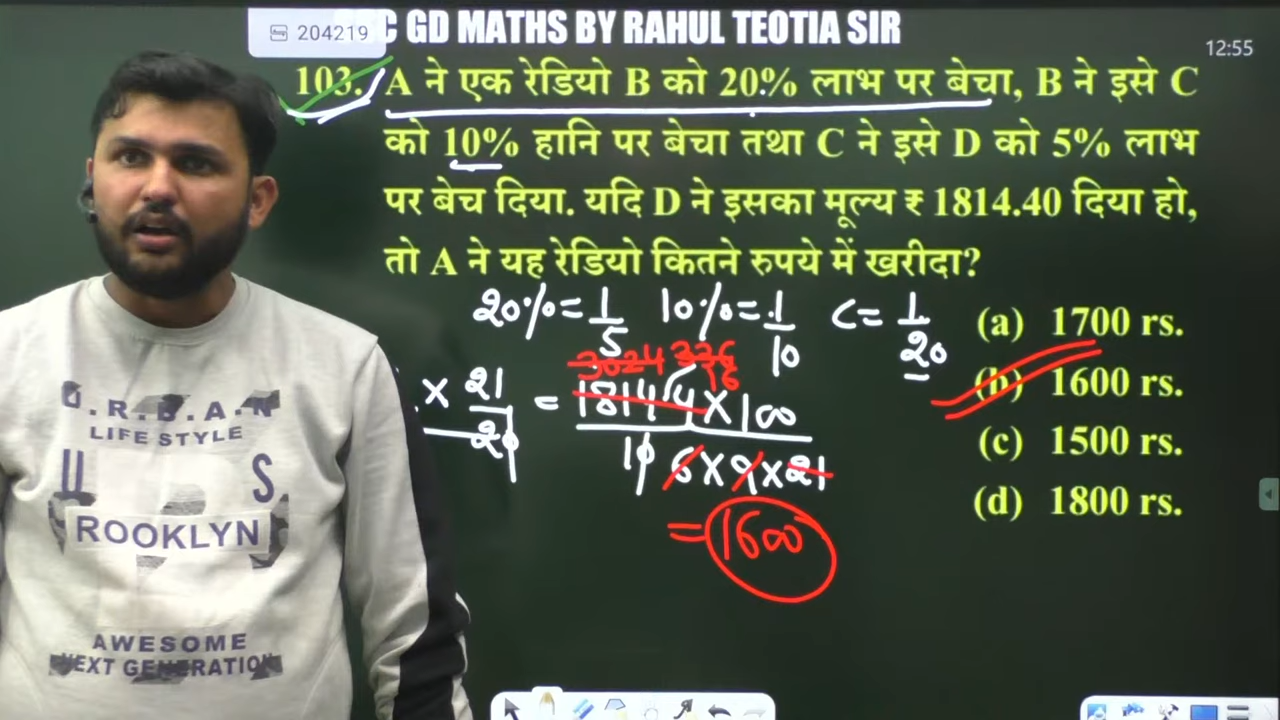 204219
C GD MATHS BY RAHUL TEOTIA SIR
12:55
103. A ने एक रेडियो B को 20% लाभ पर बेचा, B ने इसे C
को 10% हानि पर बेचा तथा C ने इसे D को 5% लाभ
पर बेच दिया. यदि D ने इसका मूल्य ₹ 1814.40 दिया हो,
तो A ने यह रेडियो कितने रुपये में खरीदा?
20% = 1/5 10% = 1/10 C = 1/20
(a) 1700 rs.
(b) 1600 rs.
(c) 1500 rs.
(d) 1800 rs.
3024 336
16
× 21/20 = 18144 × 100
10 6 × 9 × 21
= 1600
LIFE STYLE
ROOKLYN
AWESOME
NEXT GENERATION